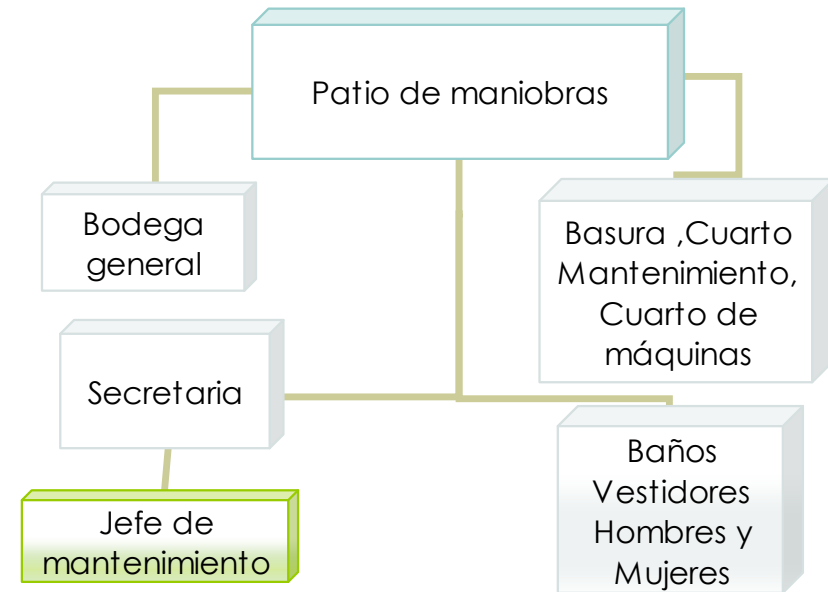 Patio de maniobras
Bodega
general
Basura ,Cuarto
Mantenimiento,
Cuarto de
máquinas
Secretaria
Baños
Vestidores
Hombres y
Mujeres
Jefe de
mantenimiento